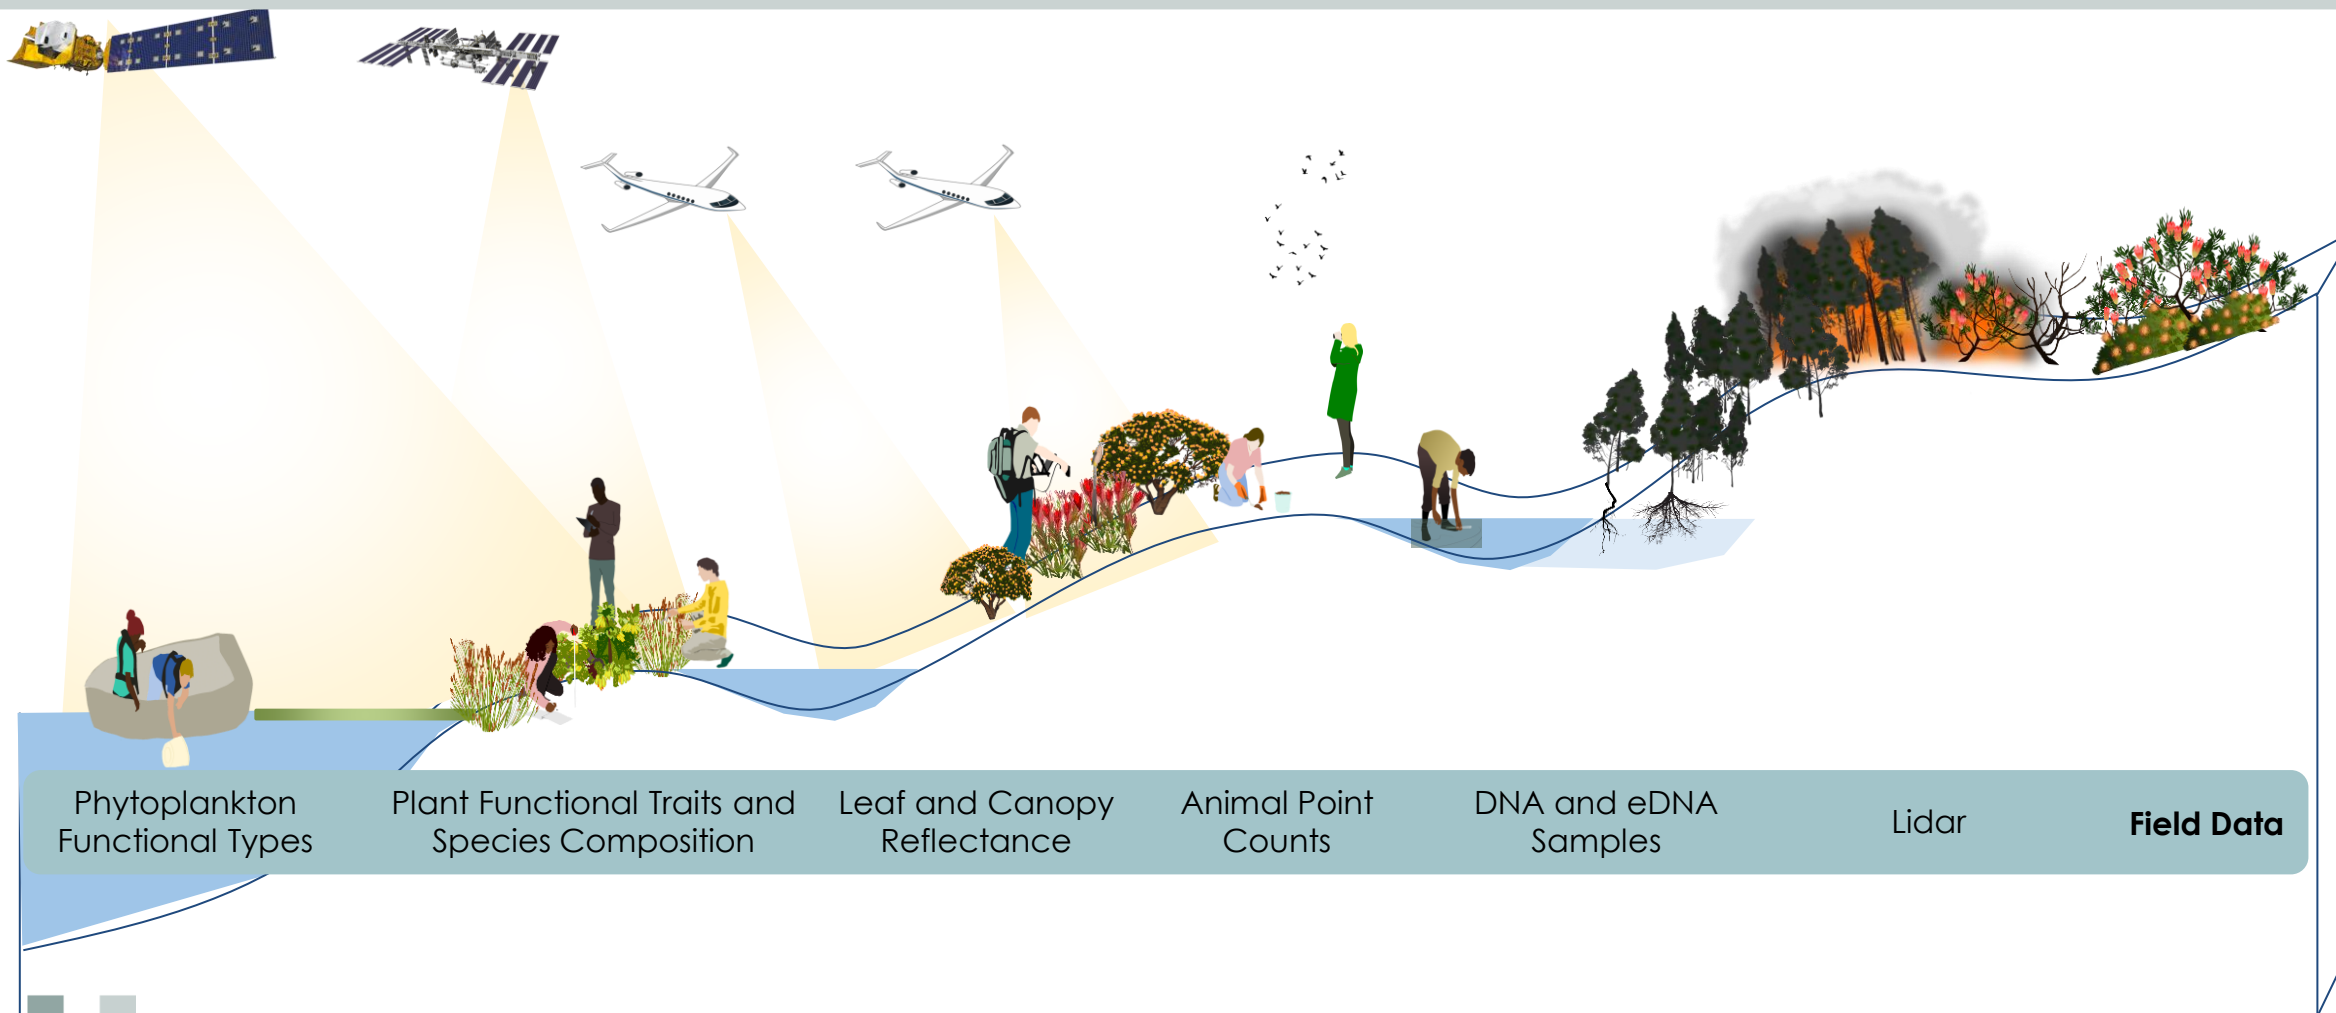 Phytoplankton
Functional Types
Plant Functional Traits and
Species Composition
Leaf and Canopy
Reflectance
Animal Point
Counts
DNA and eDNA
Samples
Lidar
Field Data